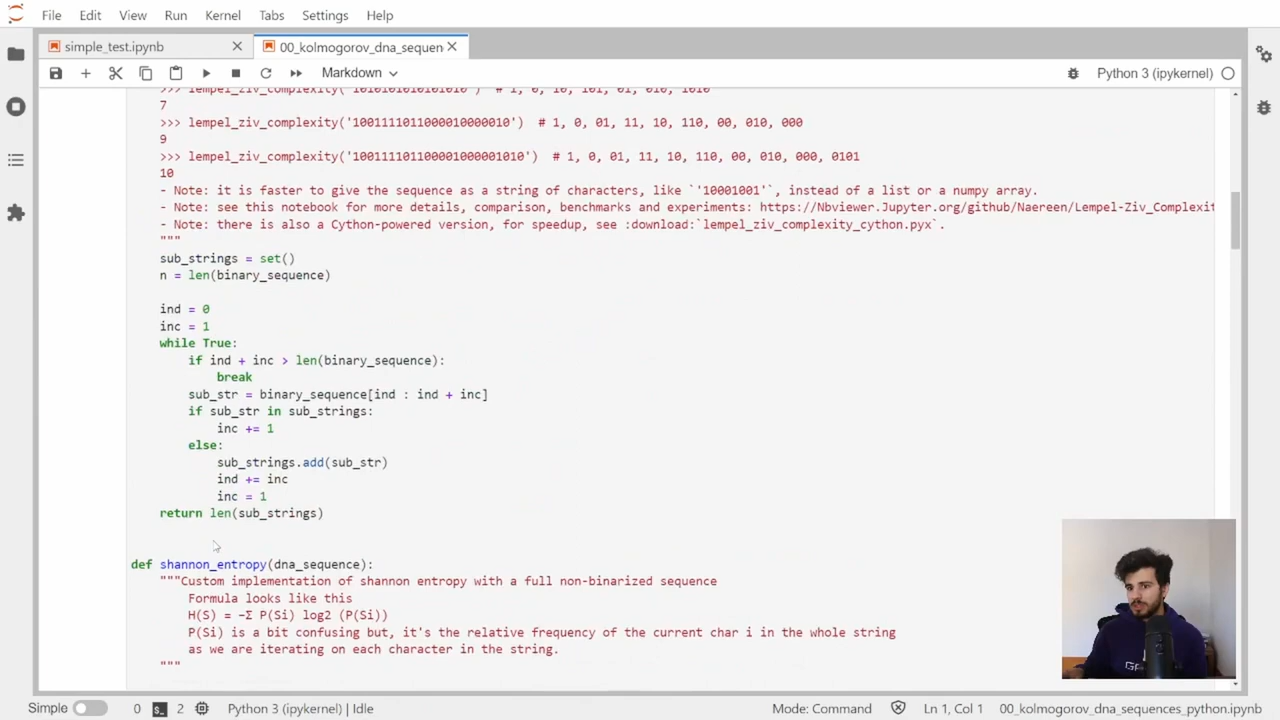 File Edit View Run Kernel Tabs Settings Help
simple_test.ipynb
00_kolmogorov_dna_sequen
Markdown
Python 3 (ipykernel)
>>> lempel_ziv_complexity('1010101010101010') # 1, 0, 10, 101, 01, 010, 1010
7
>>> lempel_ziv_complexity('1001111011000010000010') # 1, 0, 01, 11, 10, 110, 00, 010, 000
9
>>> lempel_ziv_complexity('100111101100001000001010') # 1, 0, 01, 11, 10, 110, 00, 010, 000, 0101
10
- Note: it is faster to give the sequence as a string of characters, like `'10001001'`, instead of a list or a numpy array.
- Note: see this notebook for more details, comparison, benchmarks and experiments: https://Nbviewer.Jupyter.org/github/Naereen/Lempel-Ziv_Complexit
- Note: there is also a Cython-powered version, for speedup, see :download:`lempel_ziv_complexity_cython.pyx`.
"""
sub_strings = set()
n = len(binary_sequence)
ind = 0
inc = 1
while True:
if ind + inc > len(binary_sequence):
break
sub_str = binary_sequence[ind : ind + inc]
if sub_str in sub_strings:
inc += 1
else:
sub_strings.add(sub_str)
ind += inc
inc = 1
return len(sub_strings)
def shannon_entropy(dna_sequence):
"""Custom implementation of shannon entropy with a full non-binarized sequence
Formula looks like this
H(S) = −Σ P(Si) log2 (P(Si))
P(Si) is a bit confusing but, it's the relative frequency of the current char i in the whole string
as we are iterating on each character in the string.
"""
Simple 0 2 Python 3 (ipykernel) | Idle Mode: Command Ln 1, Col 1 00_kolmogorov_dna_sequences_python.ipynb